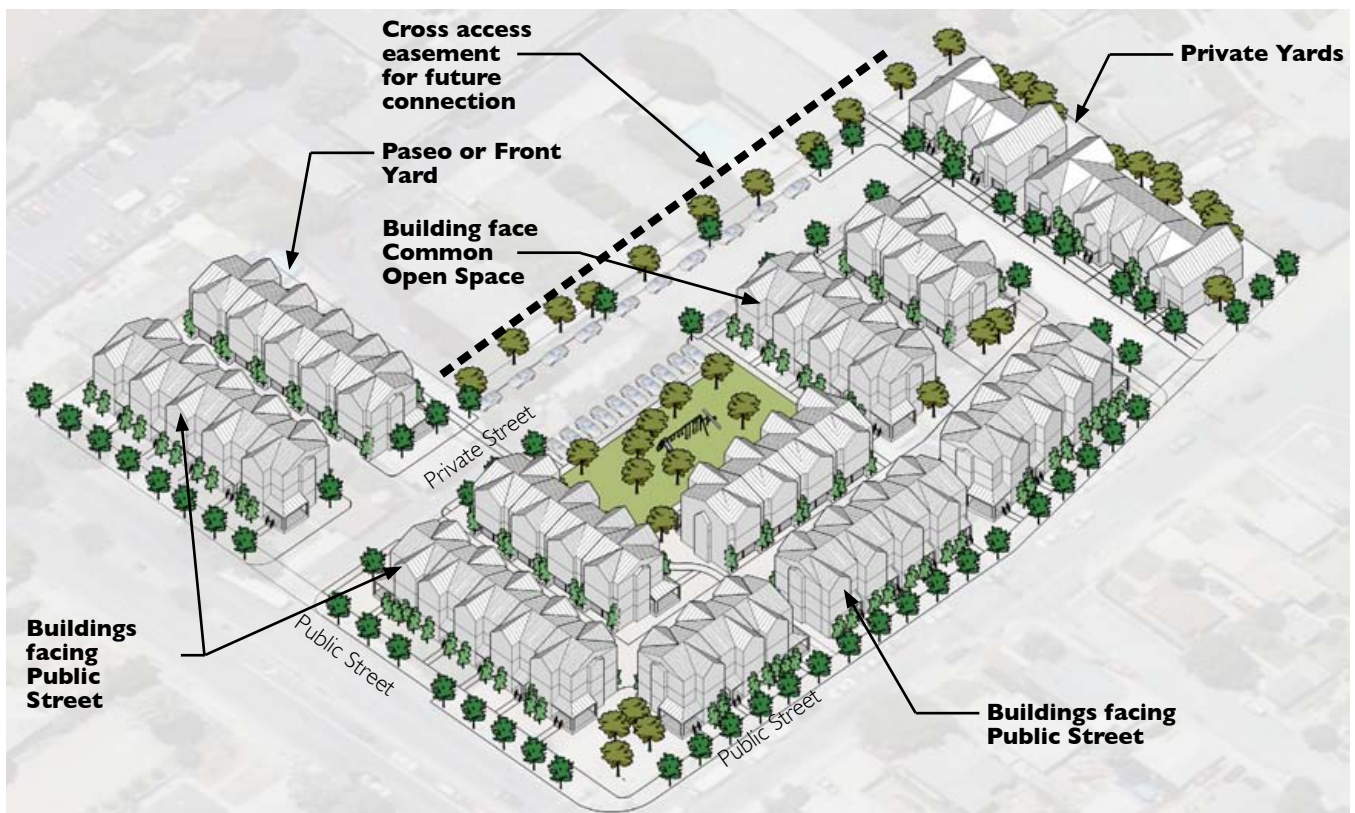 Cross access
easement
for future
connection
Private Yards
Paseo or Front
Yard
Building face
Common
Open Space
Private Street
Buildings
facing
Public
Street
Public Street
Public Street
Buildings facing
Public Street